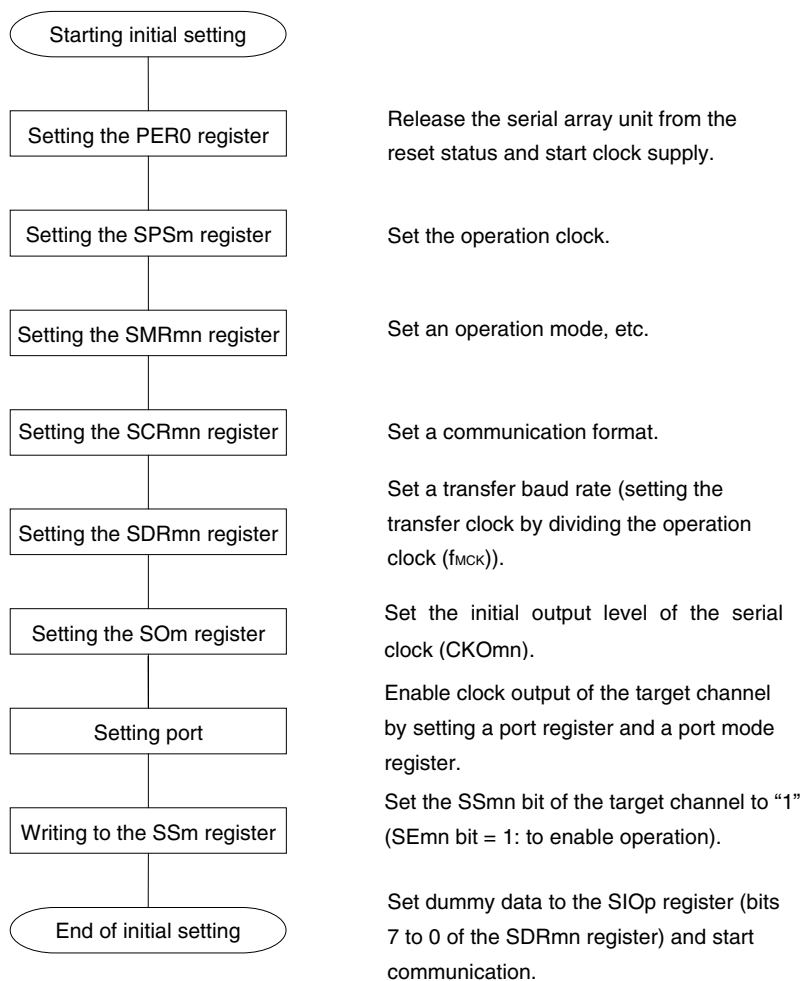 Starting initial setting
Setting the PER0 register
Release the serial array unit from the
reset status and start clock supply.
Setting the SPSm register
Set the operation clock.
Setting the SMRmn register
Set an operation mode, etc.
Setting the SCRmn register
Set a communication format.
Setting the SDRmn register
Set a transfer baud rate (setting the
transfer clock by dividing the operation
clock (fMCK)).
Setting the SOm register
Set the initial output level of the serial
clock (CKOmn).
Setting port
Enable clock output of the target channel
by setting a port register and a port mode
register.
Writing to the SSm register
Set the SSmn bit of the target channel to “1”
(SEmn bit = 1: to enable operation).
End of initial setting
Set dummy data to the SIOp register (bits
7 to 0 of the SDRmn register) and start
communication.